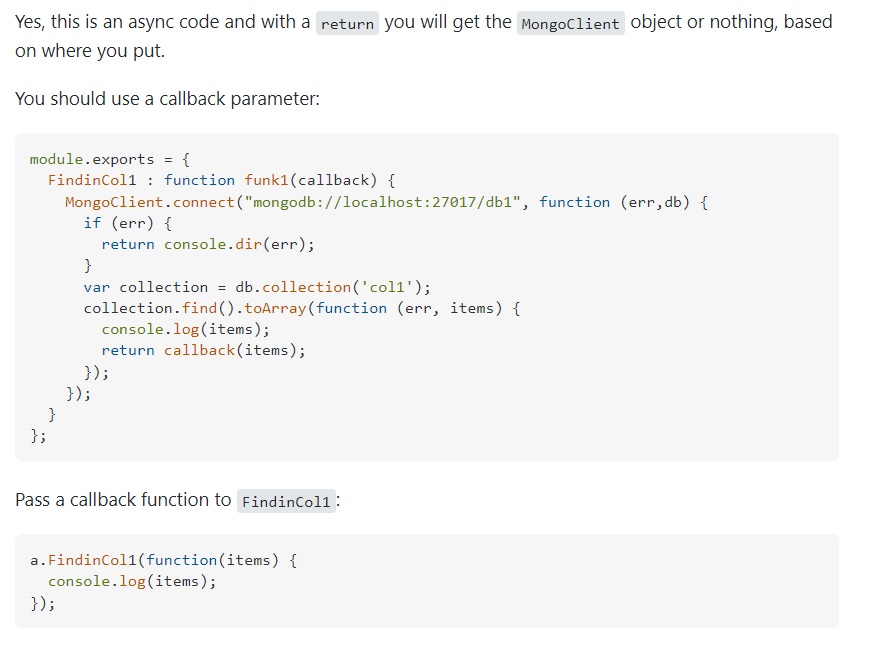 Yes, this is an async code and with a return you will get the MongoClient object or nothing, based
on where you put.
You should use a callback parameter:
module.exports = {
  FindinCol1 : function funk1(callback) {
    MongoClient.connect("mongodb://localhost:27017/db1", function (err,db) {
      if (err) {
        return console.dir(err);
      }
      var collection = db.collection('col1');
      collection.find().toArray(function (err, items) {
        console.log(items);
        return callback(items);
      });
    });
  }
};
Pass a callback function to FindinCol1:
a.FindinCol1(function(items) {
  console.log(items);
});